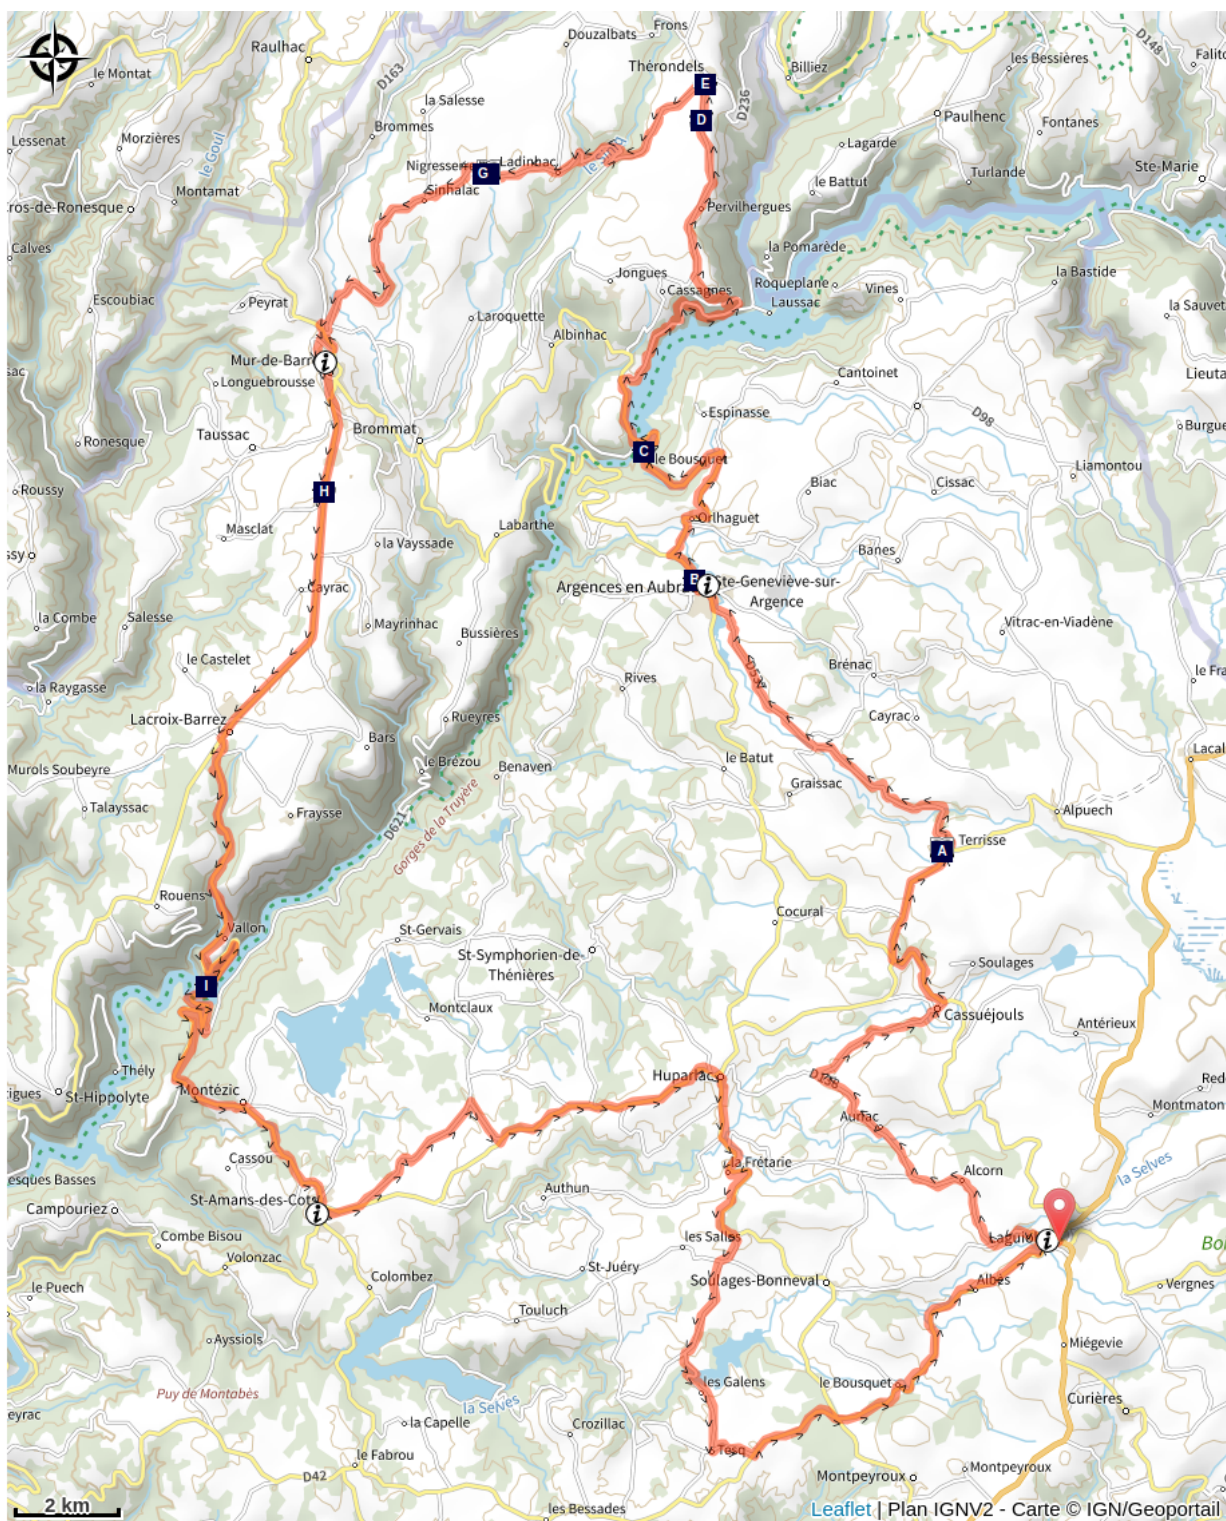 Frons
Douzalbats
Raulhac
D148
les Bessières
le Montat
D163
Thérondels
Billiez
E
la Salesse
D236
D
Paulhenc
Fontanes
Brommes
Lessenat
Morzières
le Goul
Lagarde
Ladinhac
G
Ste-Marie
Turlande
le Battut
Montamat
Sinhalac
cros-de-Ronesque
Pervilhergues
Calves
la Pomarède
Jongues
la Bastide
Escoubiac
Peyrat
Cassagnes
Roqueplane
Vines
Laussac
la Sauvet
Laroquette
Albinhac
Mur-de-Barr
i
Longuebrousse
Cantoinet
Lieuta
Espinasse
D98
Burgue
Brommat
Taussac
Ronesque
C
le Bousquet
Liamontou
Roussy
H
Biac
Cissac
Orlhaguet
Masclat
Labarthe
la Vayssade
Banes
ssy
B
i
Argences en Aubra
Ste-Geneviève-sur-
Argence
Cayrac
la Combe
Salesse
Mayrinhac
Bussières
Vitrac-en-Viadène
le Castelet
Brénac
le Fra
Rives
la Raygasse
Cayrac
Lacroix-Barrez
Rueyres
Bars
Lacal
le Brézou
Benaven
le Batut
Murols Soubeyre
Graissac
Talayssac
Fraysse
Alpuech
D621
Gorges de la Truyère
Terrisse
A
Rouens
Cocural
Vallon
St-Gervais
St-Symphorien-de-
Thénières
Soulages
I
Montclaux
Cassuéjouls
Antérieux
Thély
Huparlac
Red
igues
St-Hippolyte
Montézic
Montmaton
Auriac
Cassou
la Frétarie
Alcorn
la Selves
esques Basses
Authun
St-Amans-des-Cots
Campouriez
i
Combe Bisou
les Salles
Laguio
i
Volonzac
St-Juéry
Soulages-Bonneval
Albès
Vergnes
le Puech
Colombez
Touluch
Ayssiols
Miégevie
les Galens
le Bousquet
Puy de Montabès
Curières
la Selves
eyrac
la Capelle
Crozillac
Tesq
le Fabrou
D42
Montpeyroux
Montpeyroux
2 km
les Bessades
Leaflet | Plan IGNV2 - Carte © IGN/Geoportail